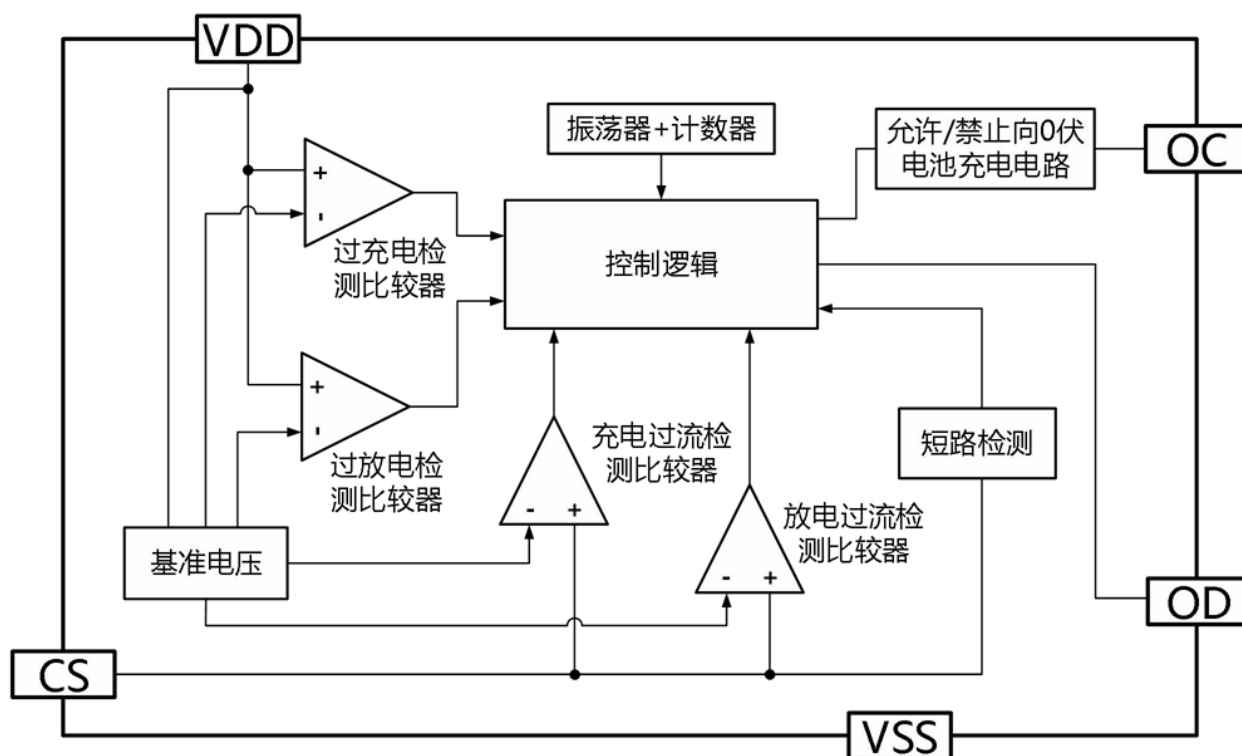 VDD
振荡器+计数器
允许/禁止向0伏
电池充电电路
OC
+
-
过充电检
测比较器
控制逻辑
+
-
过放电检
测比较器
充电过流检
测比较器
- +
短路检测
放电过流检
测比较器
- +
基准电压
OD
CS
VSS